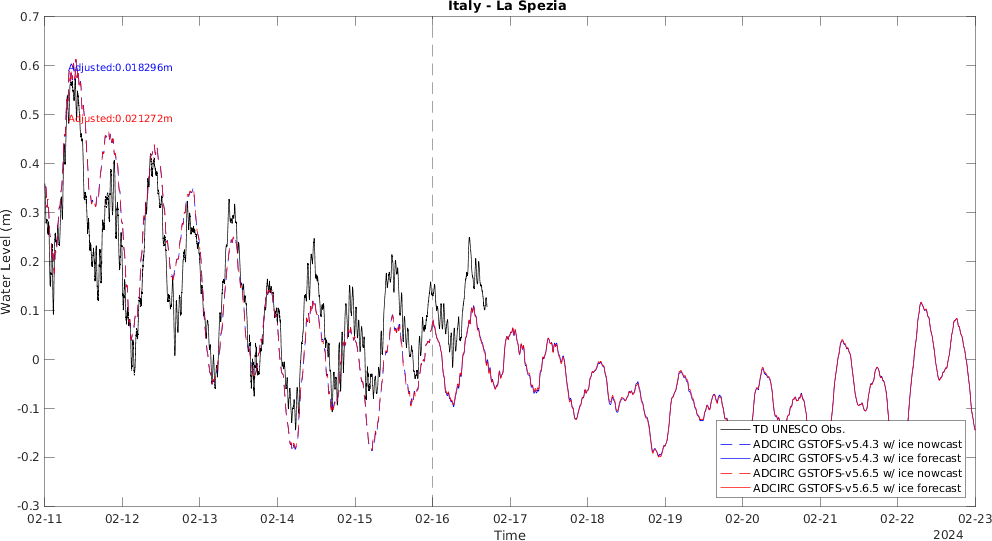 Italy - La Spezia
0.7
0.6
0.5
0.4
0.3
0.2
0.1
0
-0.1
-0.2
-0.3
Water Level (m)
Adjusted:0.018296m
Adjusted:0.021272m
TD UNESCO Obs.
ADCIRC GSTOFS-v5.4.3 w/ ice nowcast
ADCIRC GSTOFS-v5.4.3 w/ ice forecast
ADCIRC GSTOFS-v5.6.5 w/ ice nowcast
ADCIRC GSTOFS-v5.6.5 w/ ice forecast
02-11 02-12 02-13 02-14 02-15 02-16 02-17 02-18 02-19 02-20 02-21 02-22 02-23
Time
2024